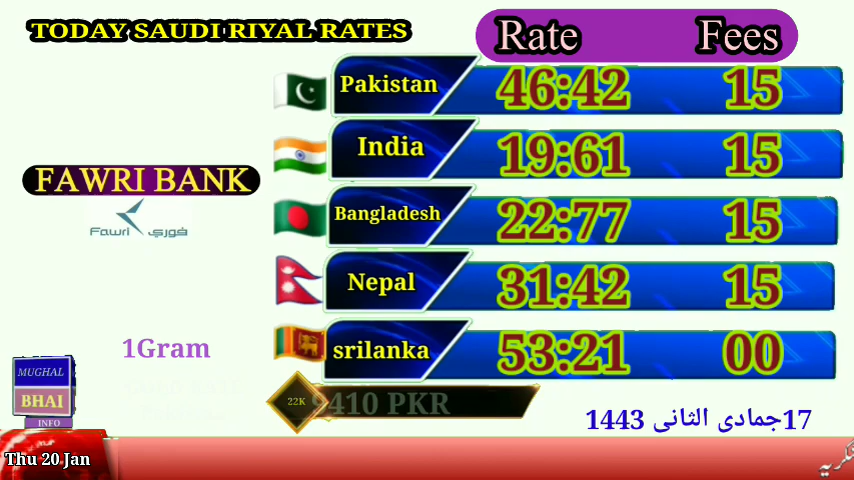 TODAY SAUDI RIYAL RATES
Rate Fees
Pakistan 46:42 15
India 19:61 15
FAWRI BANK
Bangladesh 22:77 15
Fawri فوري
Nepal 31:42 15
1Gram
srilanka 53:21 00
MUGHAL
BHAI
INFO
22K 9410 PKR
17جمادی الثانی 1443
Thu 20 Jan